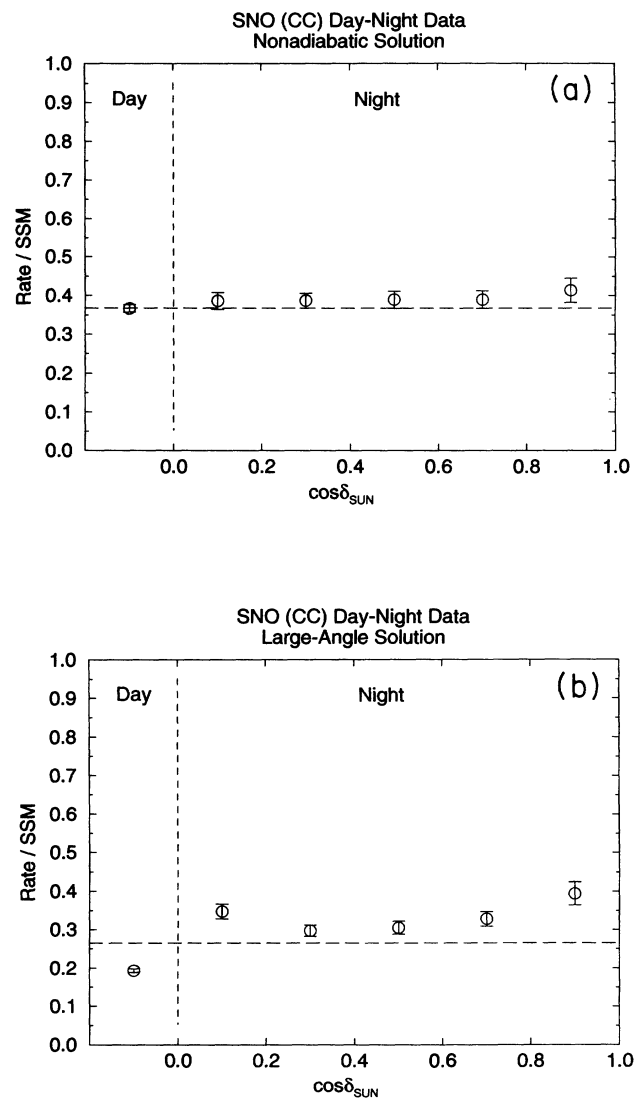 SNO (CC) Day-Night Data
Nonadiabatic Solution
1.0
0.9
0.8
0.7
0.6
0.5
0.4
0.3
0.2
0.1
0.0
Rate / SSM
Day
Night
(a)
0.0 0.2 0.4 0.6 0.8 1.0
cosδSUN
SNO (CC) Day-Night Data
Large-Angle Solution
1.0
0.9
0.8
0.7
0.6
0.5
0.4
0.3
0.2
0.1
0.0
Rate / SSM
Day
Night
(b)
0.0 0.2 0.4 0.6 0.8 1.0
cosδSUN